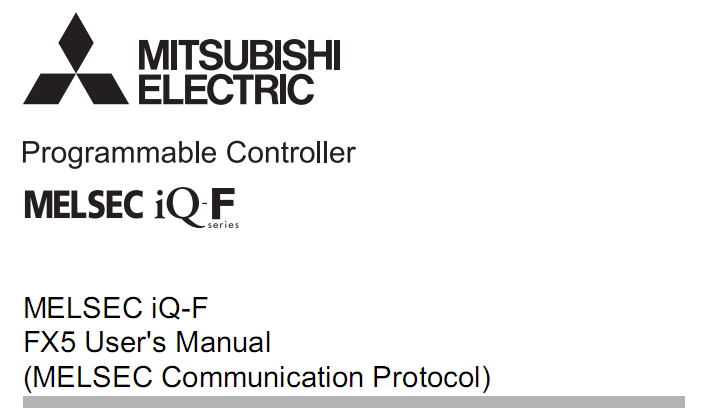 MITSUBISHI
ELECTRIC
Programmable Controller
MELSEC iQ-F
series
MELSEC iQ-F
FX5 User's Manual
(MELSEC Communication Protocol)